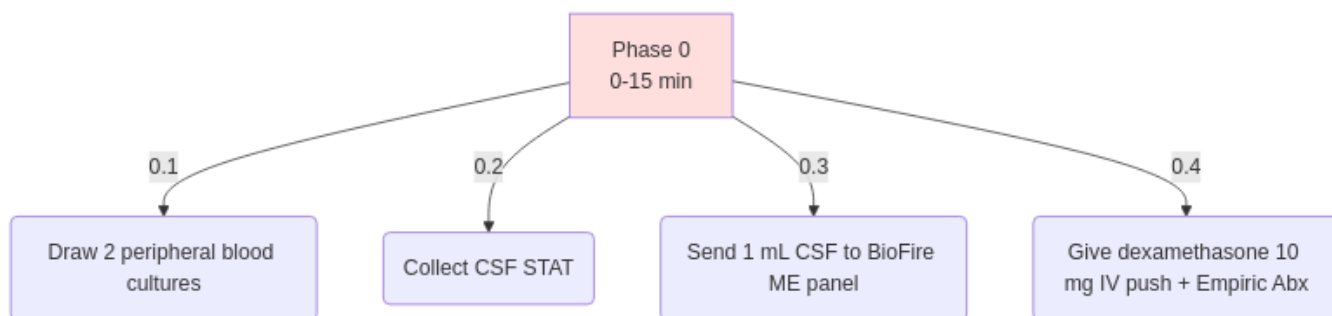 Phase 0
0-15 min
0.1
0.2
0.3
0.4
Draw 2 peripheral blood
cultures
Collect CSF STAT
Send 1 mL CSF to BioFire
ME panel
Give dexamethasone 10
mg IV push + Empiric Abx